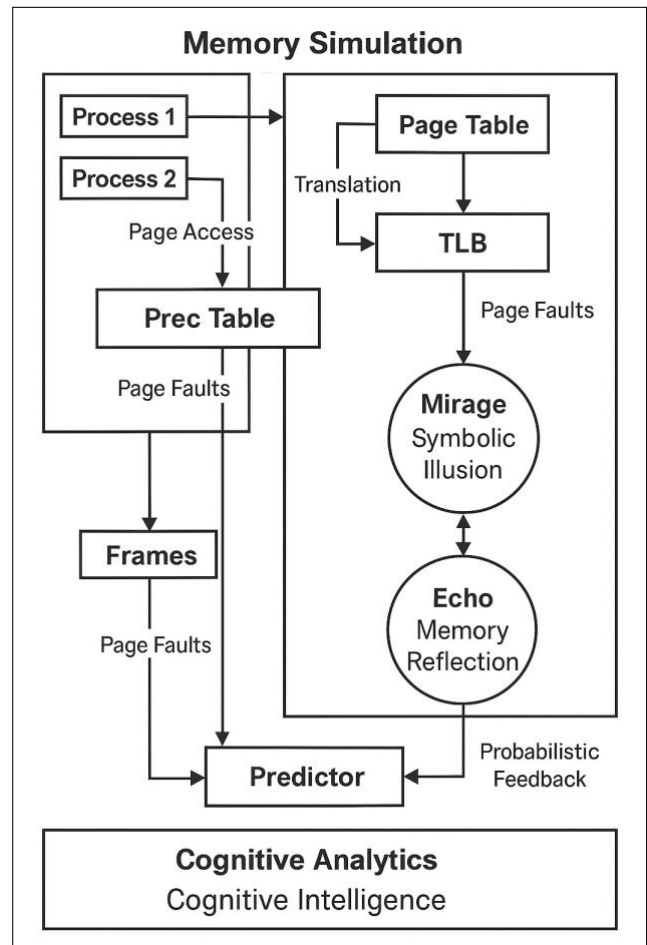 Memory Simulation
Process 1
Process 2
Page Access
Prec Table
Page Faults
Frames
Page Faults
Page Table
Translation
TLB
Page Faults
Mirage
Symbolic
Illusion
Echo
Memory
Reflection
Probabilistic
Feedback
Predictor
Cognitive Analytics
Cognitive Intelligence